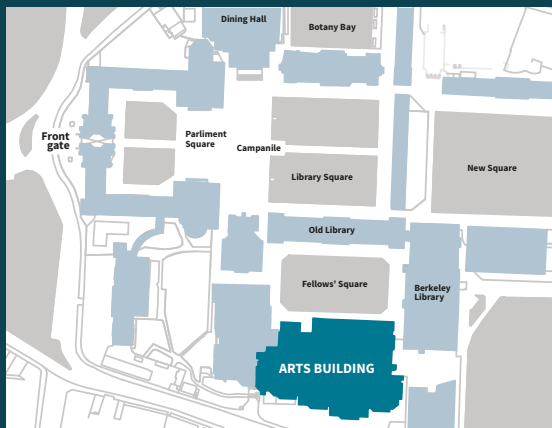 Dining Hall
Botany Bay
Front
gate
Parliment
Square
Campanile
Library Square
New Square
Old Library
Fellows' Square
Berkeley
Library
ARTS BUILDING